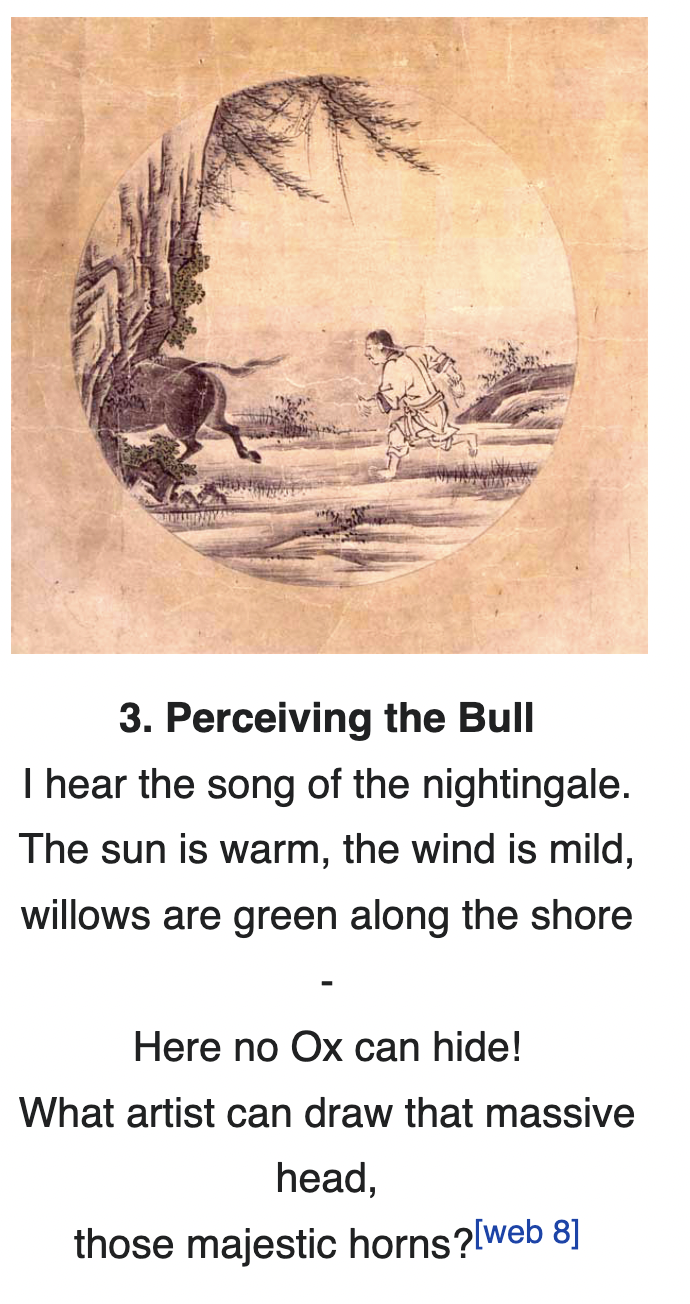 3. Perceiving the Bull
I hear the song of the nightingale.
The sun is warm, the wind is mild,
willows are green along the shore
-
Here no Ox can hide!
What artist can draw that massive
head,
those majestic horns?[web 8]